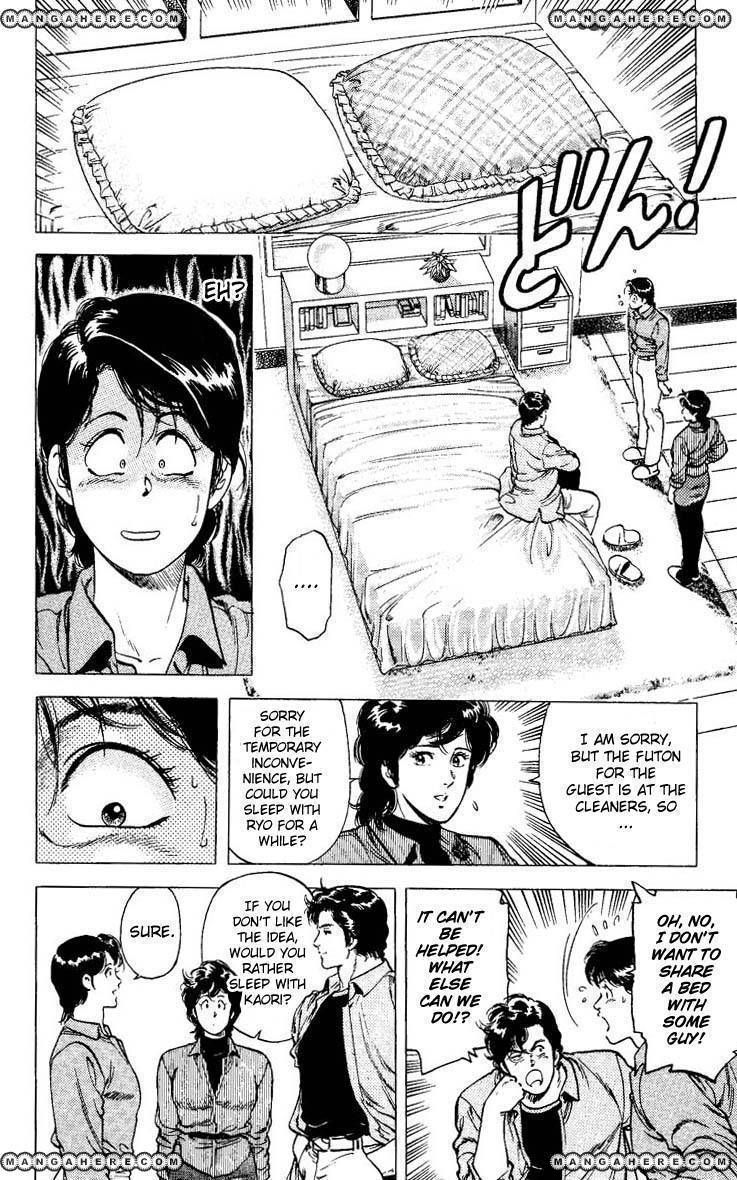 MANGAHERE.COM
MANGAHERE.COM
どん!
EH?
....
I AM SORRY,
BUT THE FUTON
FOR THE
GUEST IS AT THE
CLEANERS, SO
...
SORRY
FOR THE
TEMPORARY
INCONVE-
NIENCE, BUT
COULD YOU
SLEEP WITH
RYO FOR A
WHILE?
OH, NO,
I DON'T
WANT TO
SHARE
A BED
WITH
SOME
GUY!
IT CAN'T
BE
HELPED!
WHAT
ELSE
CAN WE
DO!?
IF YOU
DON'T LIKE
THE IDEA,
WOULD YOU
RATHER
SLEEP WITH
KAORI?
SURE.
MANGAHERE.COM
MANGAHERE.COM